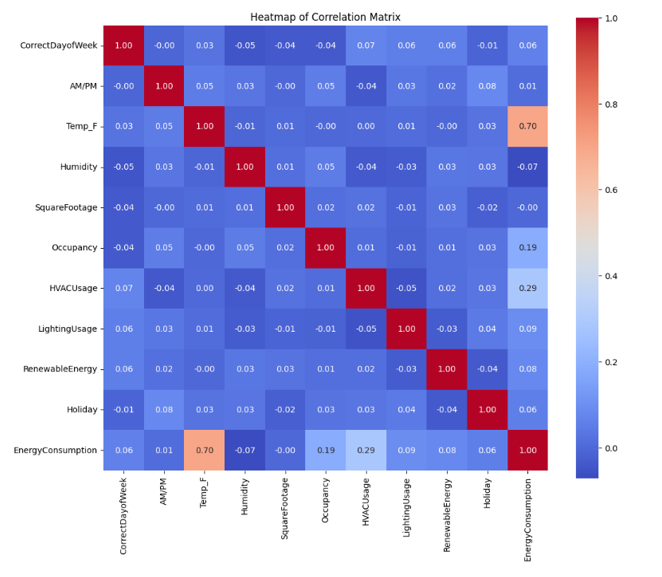 Heatmap of Correlation Matrix
CorrectDayofWeek 1.00 -0.00 0.03 -0.05 -0.04 -0.04 0.07 0.06 0.06 -0.01 0.06
AM/PM -0.00 1.00 0.05 0.03 -0.00 0.05 -0.04 0.03 0.02 0.08 0.01
Temp_F 0.03 0.05 1.00 -0.01 0.01 -0.00 0.00 0.01 -0.00 0.03 0.70
Humidity -0.05 0.03 -0.01 1.00 0.01 0.05 -0.04 -0.03 0.03 0.03 -0.07
SquareFootage -0.04 -0.00 0.01 0.01 1.00 0.02 0.02 -0.01 0.03 -0.02 -0.00
Occupancy -0.04 0.05 -0.00 0.05 0.02 1.00 0.01 -0.01 0.01 0.03 0.19
HVACUsage 0.07 -0.04 0.00 -0.04 0.02 0.01 1.00 -0.05 0.02 0.03 0.29
LightingUsage 0.06 0.03 0.01 -0.03 -0.01 -0.01 -0.05 1.00 -0.03 0.04 0.09
RenewableEnergy 0.06 0.02 -0.00 0.03 0.03 0.01 0.02 -0.03 1.00 -0.04 0.08
Holiday -0.01 0.08 0.03 0.03 -0.02 0.03 0.03 0.04 -0.04 1.00 0.06
EnergyConsumption 0.06 0.01 0.70 -0.07 -0.00 0.19 0.29 0.09 0.08 0.06 1.00
CorrectDayofWeek
AM/PM
Temp_F
Humidity
SquareFootage
Occupancy
HVACUsage
LightingUsage
RenewableEnergy
Holiday
EnergyConsumption
1.0
0.8
0.6
0.4
0.2
0.0